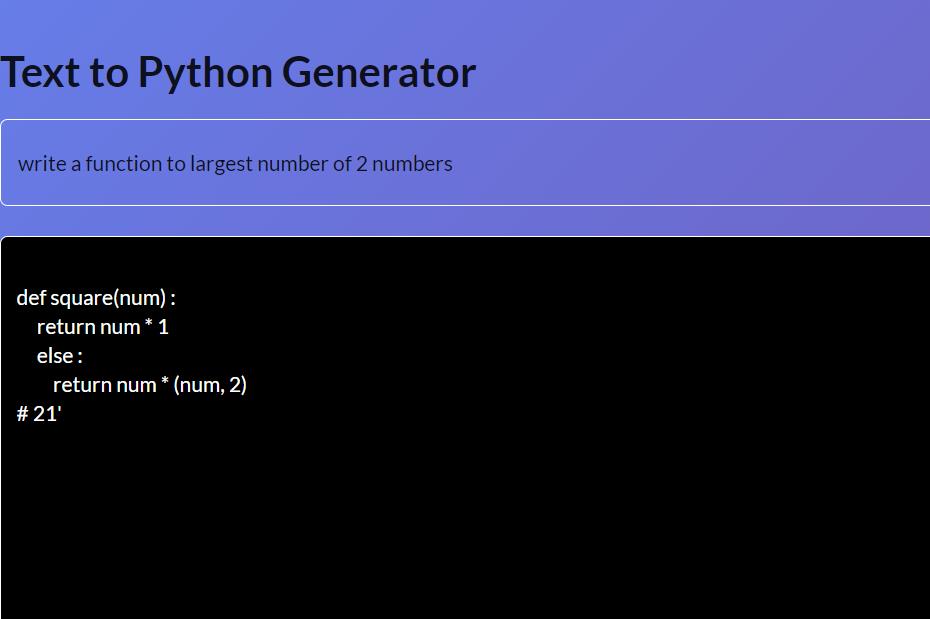 Text to Python Generator
write a function to largest number of 2 numbers
def square(num) :
    return num * 1
    else :
        return num * (num, 2)
# 21'